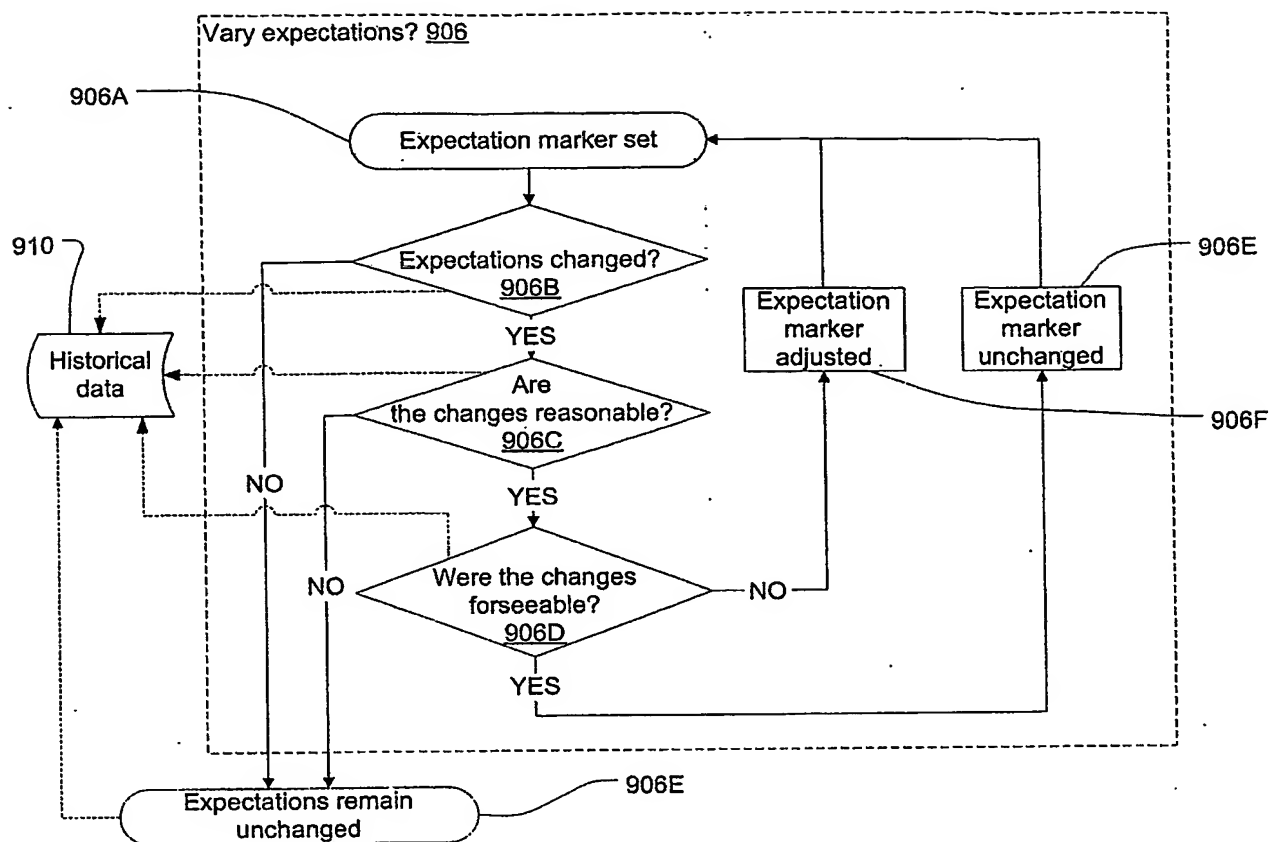 Vary expectations? 906
906A
Expectation marker set
910
Expectations changed?
906B
906E
Expectation
marker
adjusted
Expectation
marker
unchanged
YES
Historical
data
Are
the changes reasonable?
906C
906F
NO
YES
NO
Were the changes
forseeable?
906D
NO
YES
906E
Expectations remain
unchanged